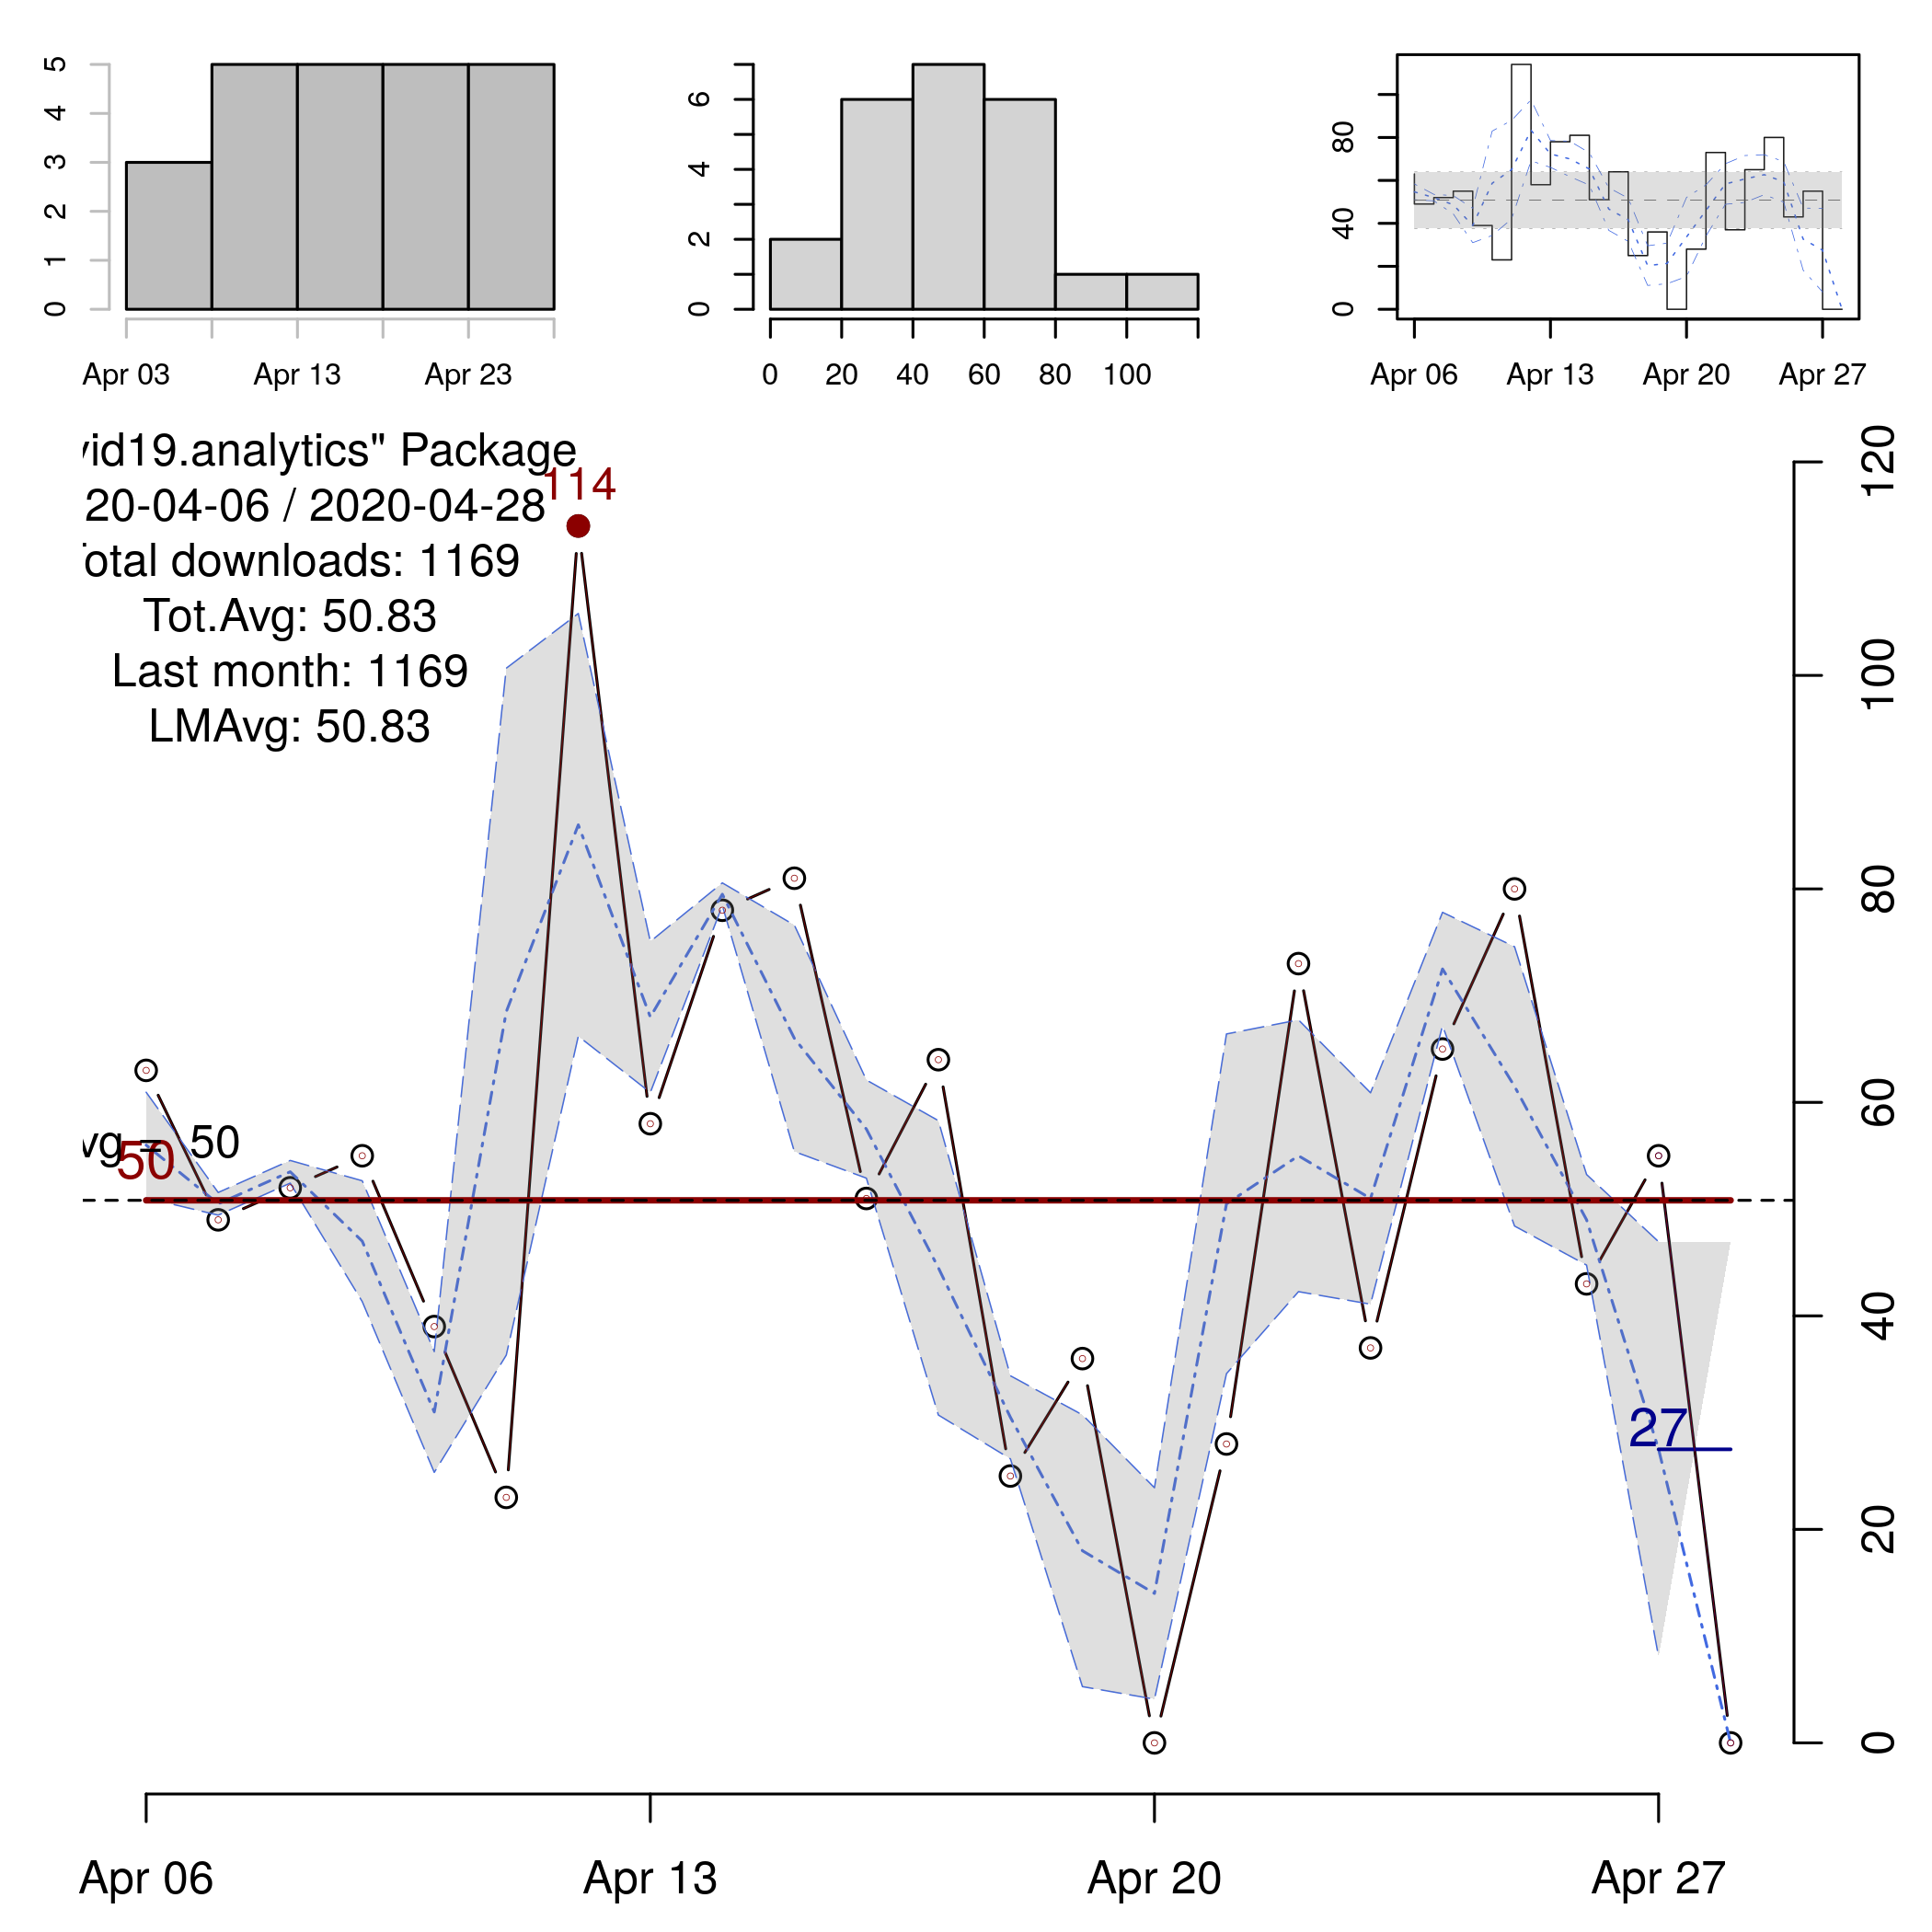 5
4
3
2
1
0
Apr 03 Apr 13 Apr 23
6
4
2
0
0 20 40 60 80 100
80
40
0
Apr 06 Apr 13 Apr 20 Apr 27
vid19.analytics" Package
114
20-04-06 / 2020-04-28
otal downloads: 1169
Tot.Avg: 50.83
Last month: 1169
LMAvg: 50.83
vg = 50
50
27
120
100
80
60
40
20
0
Apr 06 Apr 13 Apr 20 Apr 27